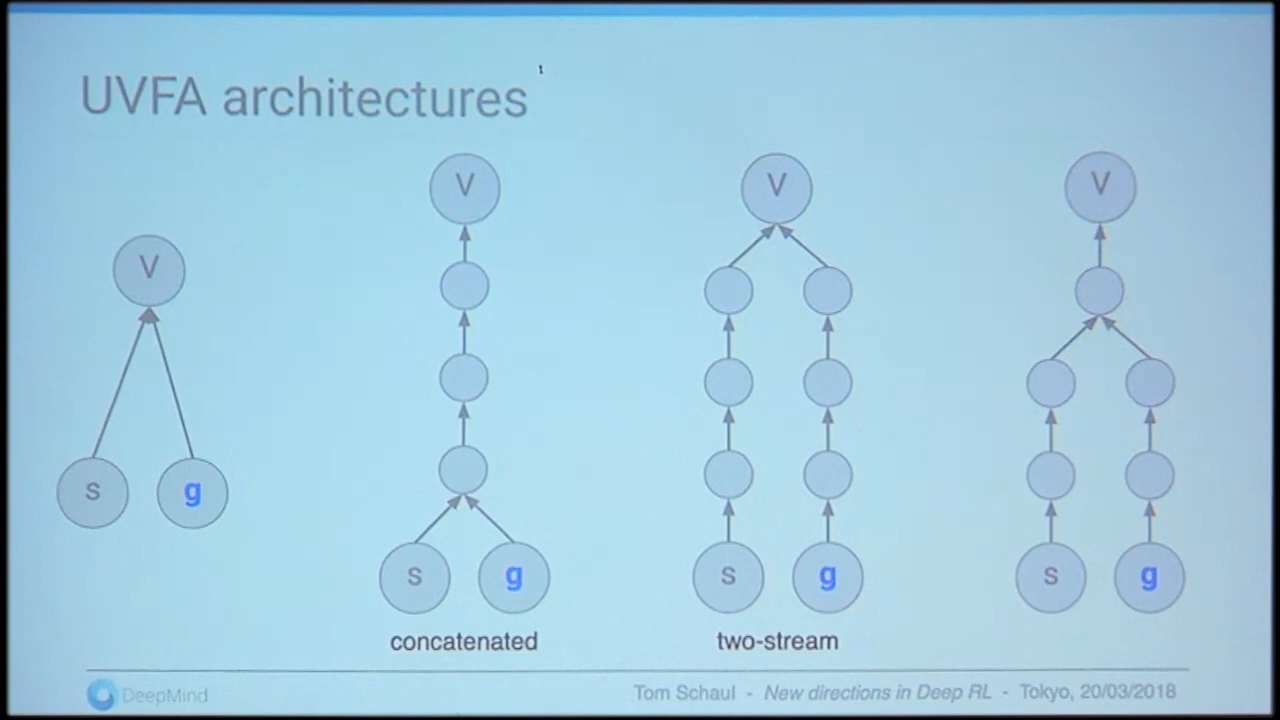 UVFA architectures
V
s g
V
s g
concatenated
V
s g
two-stream
V
s g
DeepMind
Tom Schaul - New directions in Deep RL - Tokyo, 20/03/2018